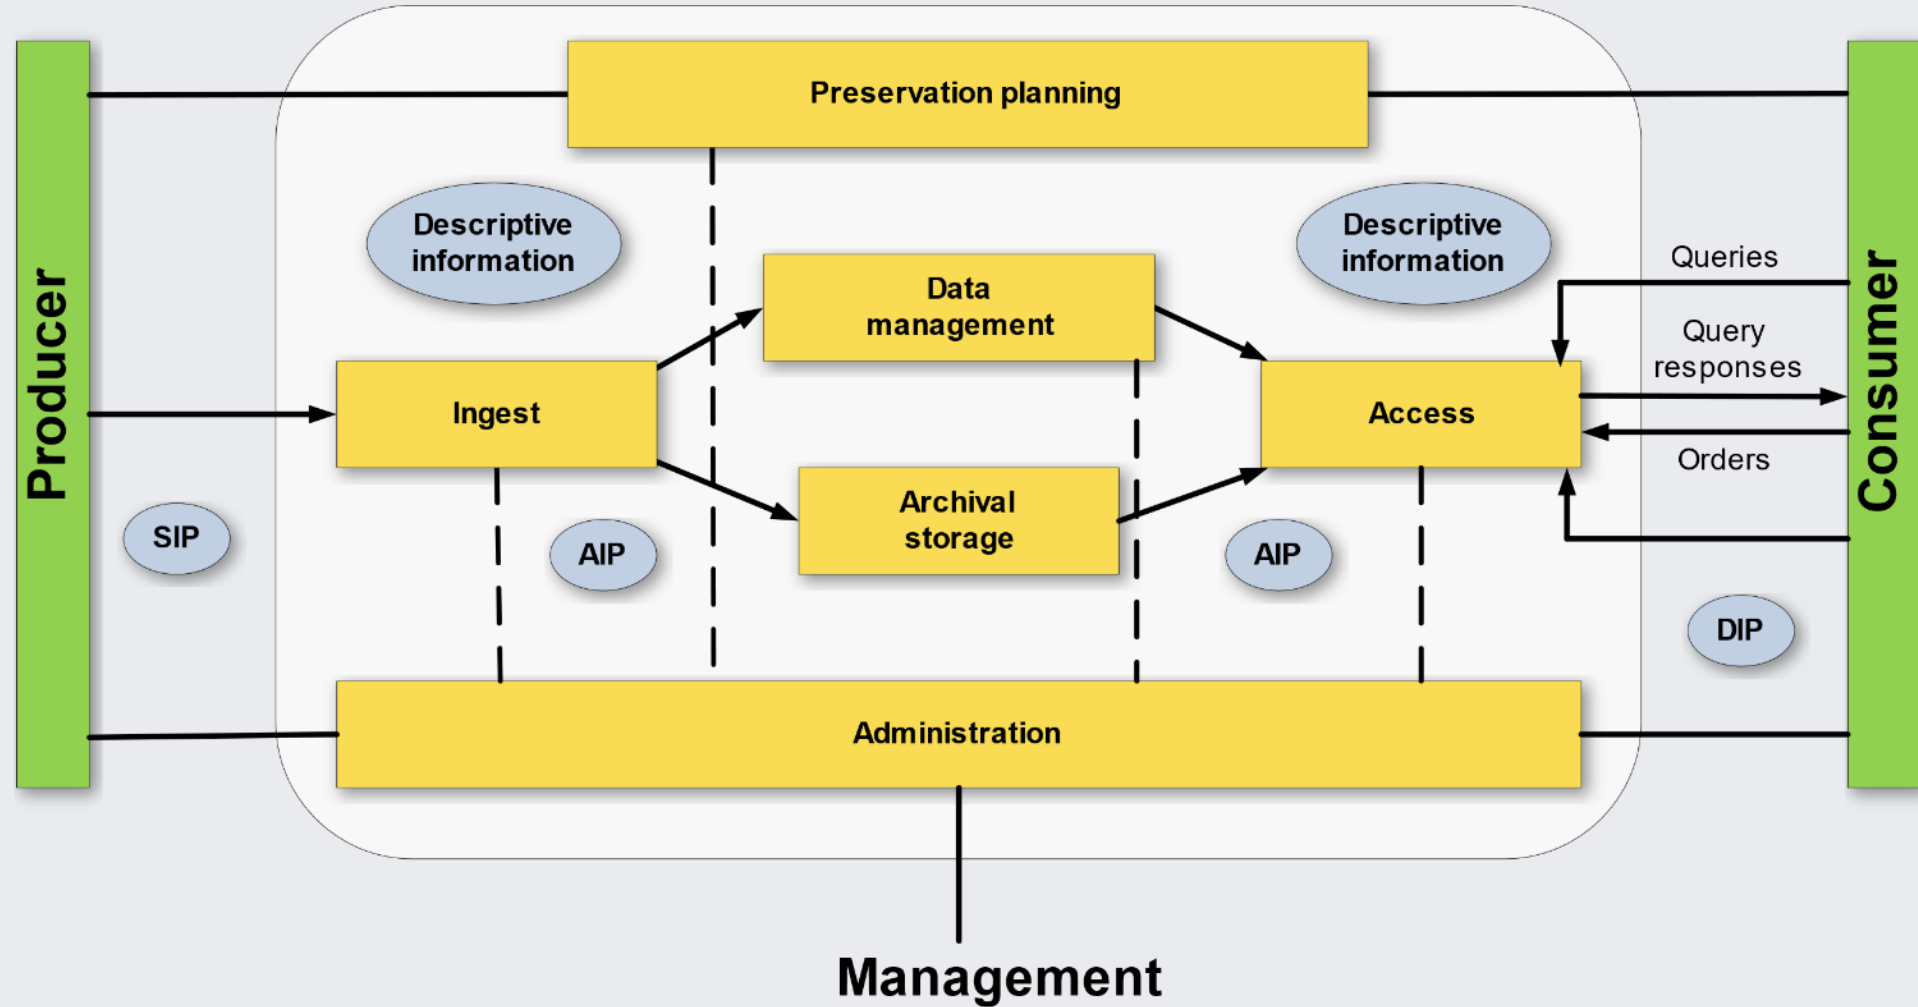 Preservation planning
Producer
Descriptive
information
Descriptive
information
Data
management
Queries
Query
responses
Consumer
Ingest
Access
Orders
Archival
storage
SIP
AIP
AIP
DIP
Administration
Management